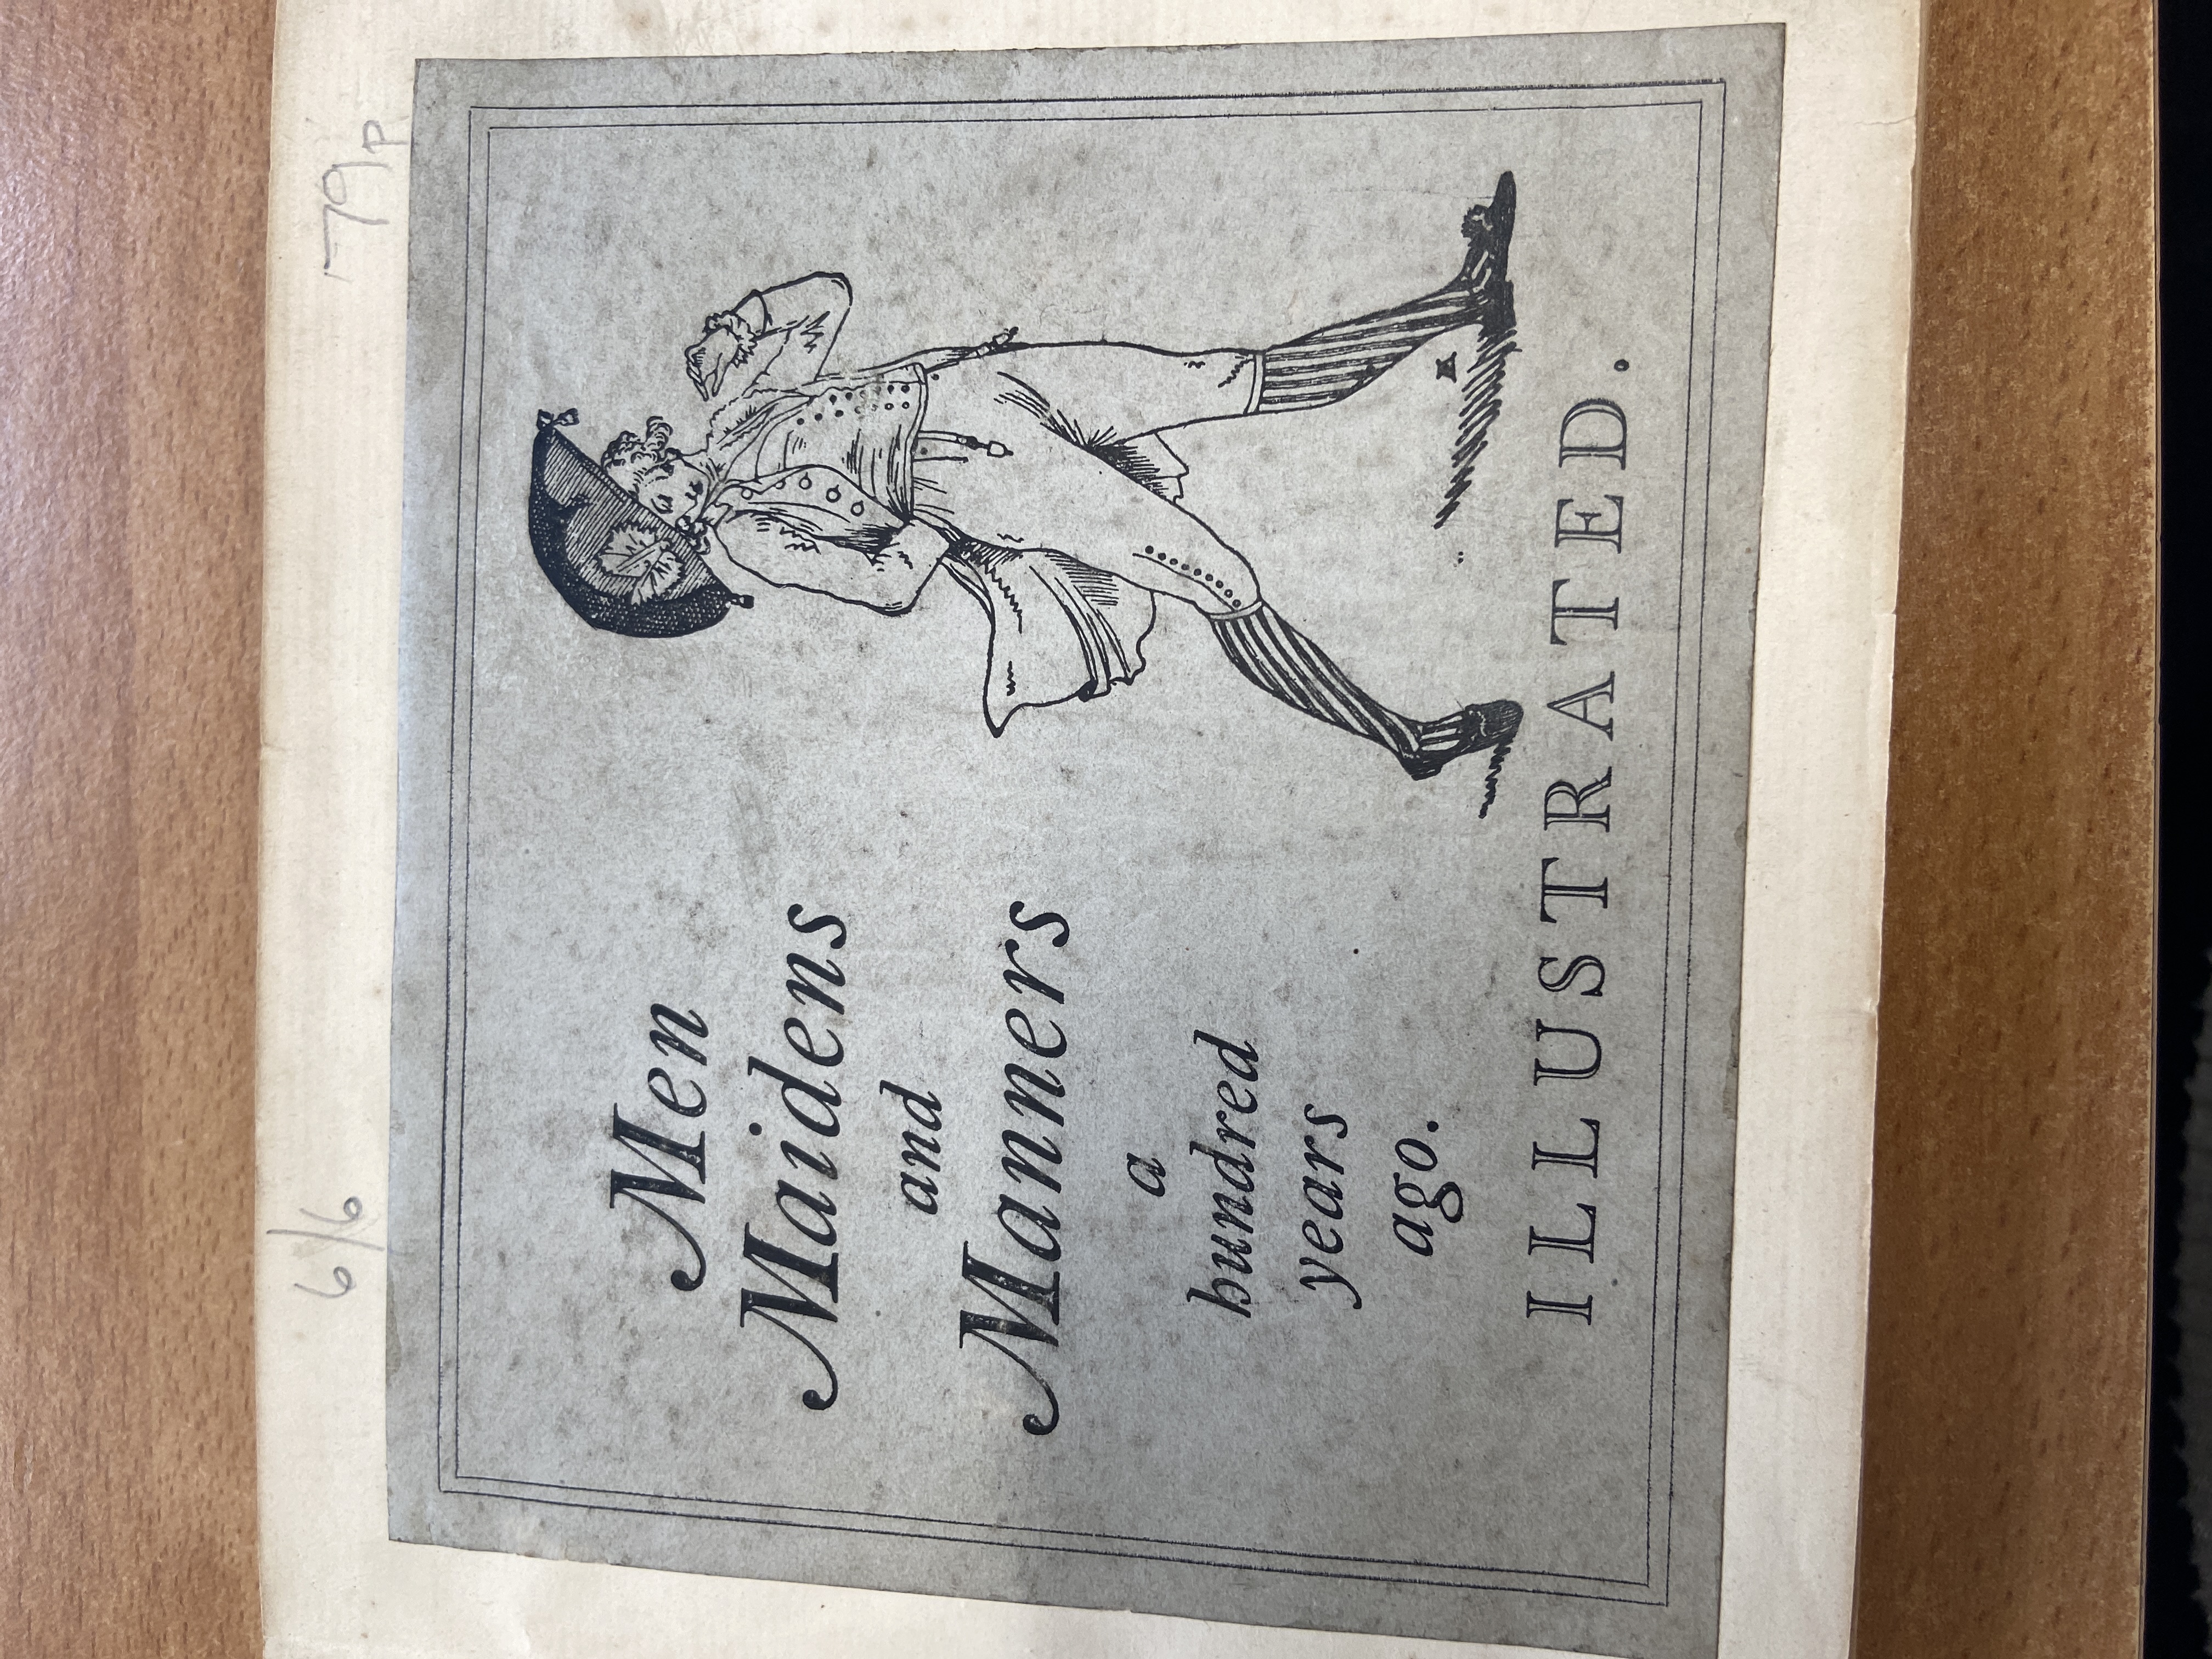 6/6
79p
Men
Maidens
and
Manners
a
hundred
years
ago.
ILLUSTRATED.